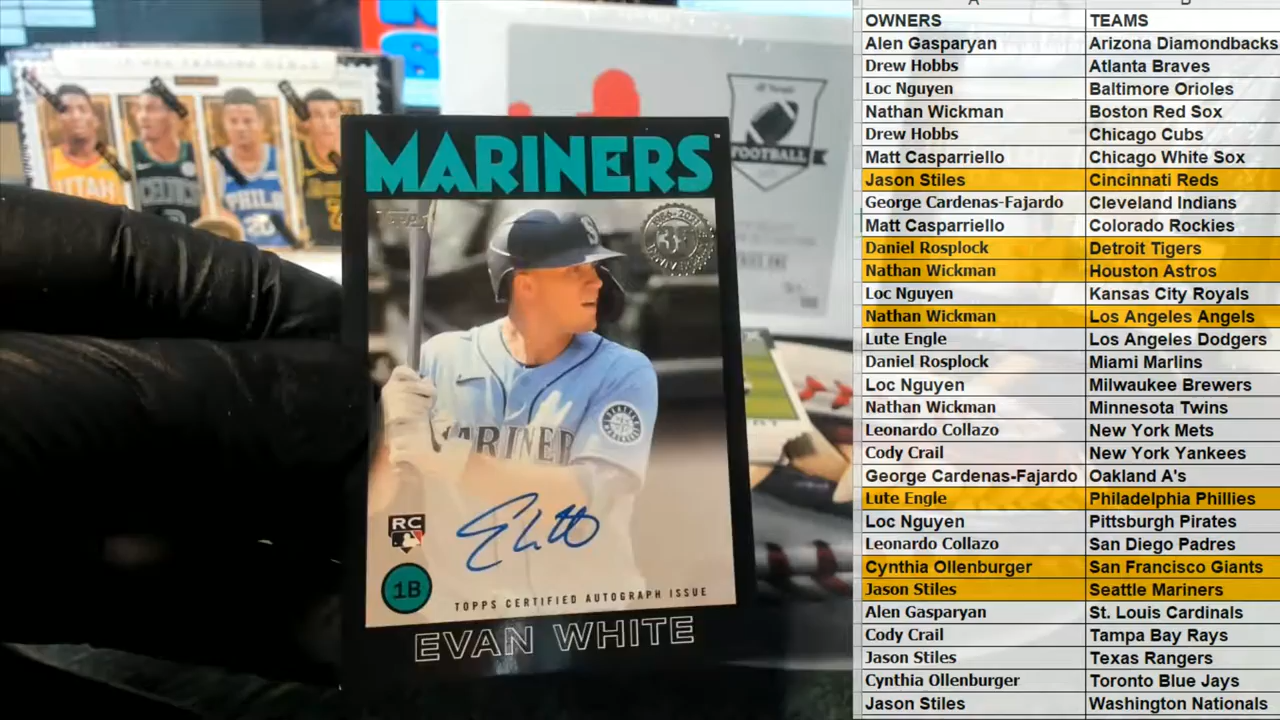 UTAH
PHILA
FOOTBALL
MARINERS
Topps
1986-2021
35
MARINER
RC
1B
TOPPS CERTIFIED AUTOGRAPH ISSUE
EVAN WHITE
A B
OWNERS TEAMS
Alen Gasparyan Arizona Diamondbacks
Drew Hobbs Atlanta Braves
Loc Nguyen Baltimore Orioles
Nathan Wickman Boston Red Sox
Drew Hobbs Chicago Cubs
Matt Casparriello Chicago White Sox
Jason Stiles Cincinnati Reds
George Cardenas-Fajardo Cleveland Indians
Matt Casparriello Colorado Rockies
Daniel Rosplock Detroit Tigers
Nathan Wickman Houston Astros
Loc Nguyen Kansas City Royals
Nathan Wickman Los Angeles Angels
Lute Engle Los Angeles Dodgers
Daniel Rosplock Miami Marlins
Loc Nguyen Milwaukee Brewers
Nathan Wickman Minnesota Twins
Leonardo Collazo New York Mets
Cody Crail New York Yankees
George Cardenas-Fajardo Oakland A's
Lute Engle Philadelphia Phillies
Loc Nguyen Pittsburgh Pirates
Leonardo Collazo San Diego Padres
Cynthia Ollenburger San Francisco Giants
Jason Stiles Seattle Mariners
Alen Gasparyan St. Louis Cardinals
Cody Crail Tampa Bay Rays
Jason Stiles Texas Rangers
Cynthia Ollenburger Toronto Blue Jays
Jason Stiles Washington Nationals